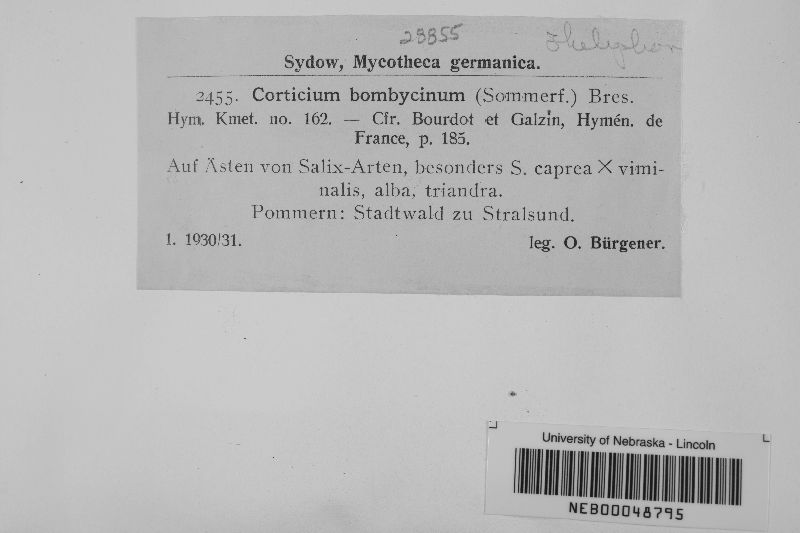 28855
Sydow, Mycotheca germanica.
2455. Corticium bombycinum (Sommerf.) Bres.
Hym. Kmet. no. 162. — Cfr. Bourdot et Galzin, Hymén. de
France, p. 185.
Auf Ästen von Salix-Arten, besonders S. caprea × vimi-
nalis, alba, triandra.
Pommern: Stadtwald zu Stralsund.
1. 1930/31. leg. O. Bürgener.
University of Nebraska - Lincoln
NEB00048795